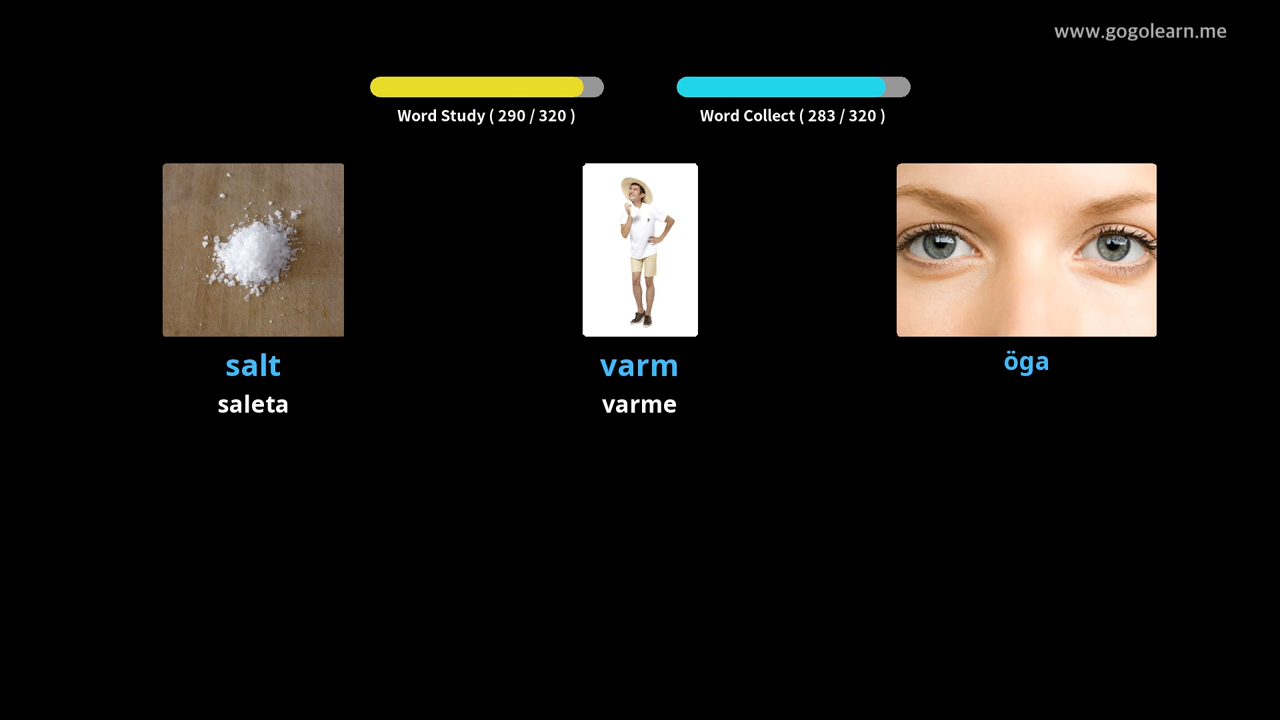 www.gogolearn.me
Word Study ( 290 / 320 )
Word Collect ( 283 / 320 )
salt
varm
öga
saleta
varme